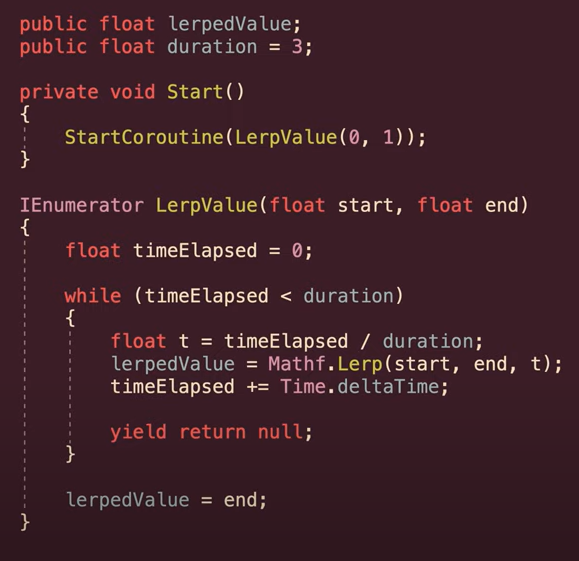 public float lerpedValue;
public float duration = 3;
private void Start()
{
StartCoroutine(LerpValue(0, 1));
}
IEnumerator LerpValue(float start, float end)
{
float timeElapsed = 0;
while (timeElapsed < duration)
{
float t = timeElapsed / duration;
lerpedValue = Mathf.Lerp(start, end, t);
timeElapsed += Time.deltaTime;
yield return null;
}
lerpedValue = end;
}